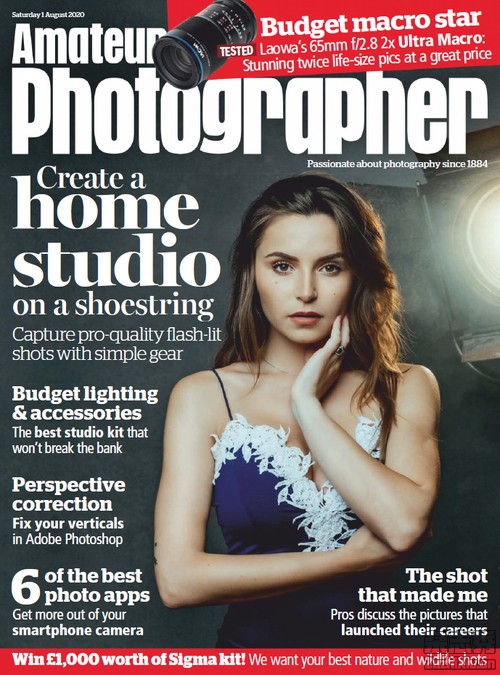 Saturday 1 August 2020
Amateur
Photographer
TESTED
Budget macro star
Laowa's 65mm f/2.8 2x Ultra Macro:
Stunning twice life-size pics at a great price
Passionate about photography since 1884
Create a
home
studio
on a shoestring
Capture pro-quality flash-lit
shots with simple gear
Budget lighting
& accessories
The best studio kit that
won't break the bank
Perspective
correction
Fix your verticals
in Adobe Photoshop
6 of the best
photo apps
Get more out of your
smartphone camera
The shot
that made me
Pros discuss the pictures that
launched their careers
Win £1,000 worth of Sigma kit! We want your best nature and wildlife shots